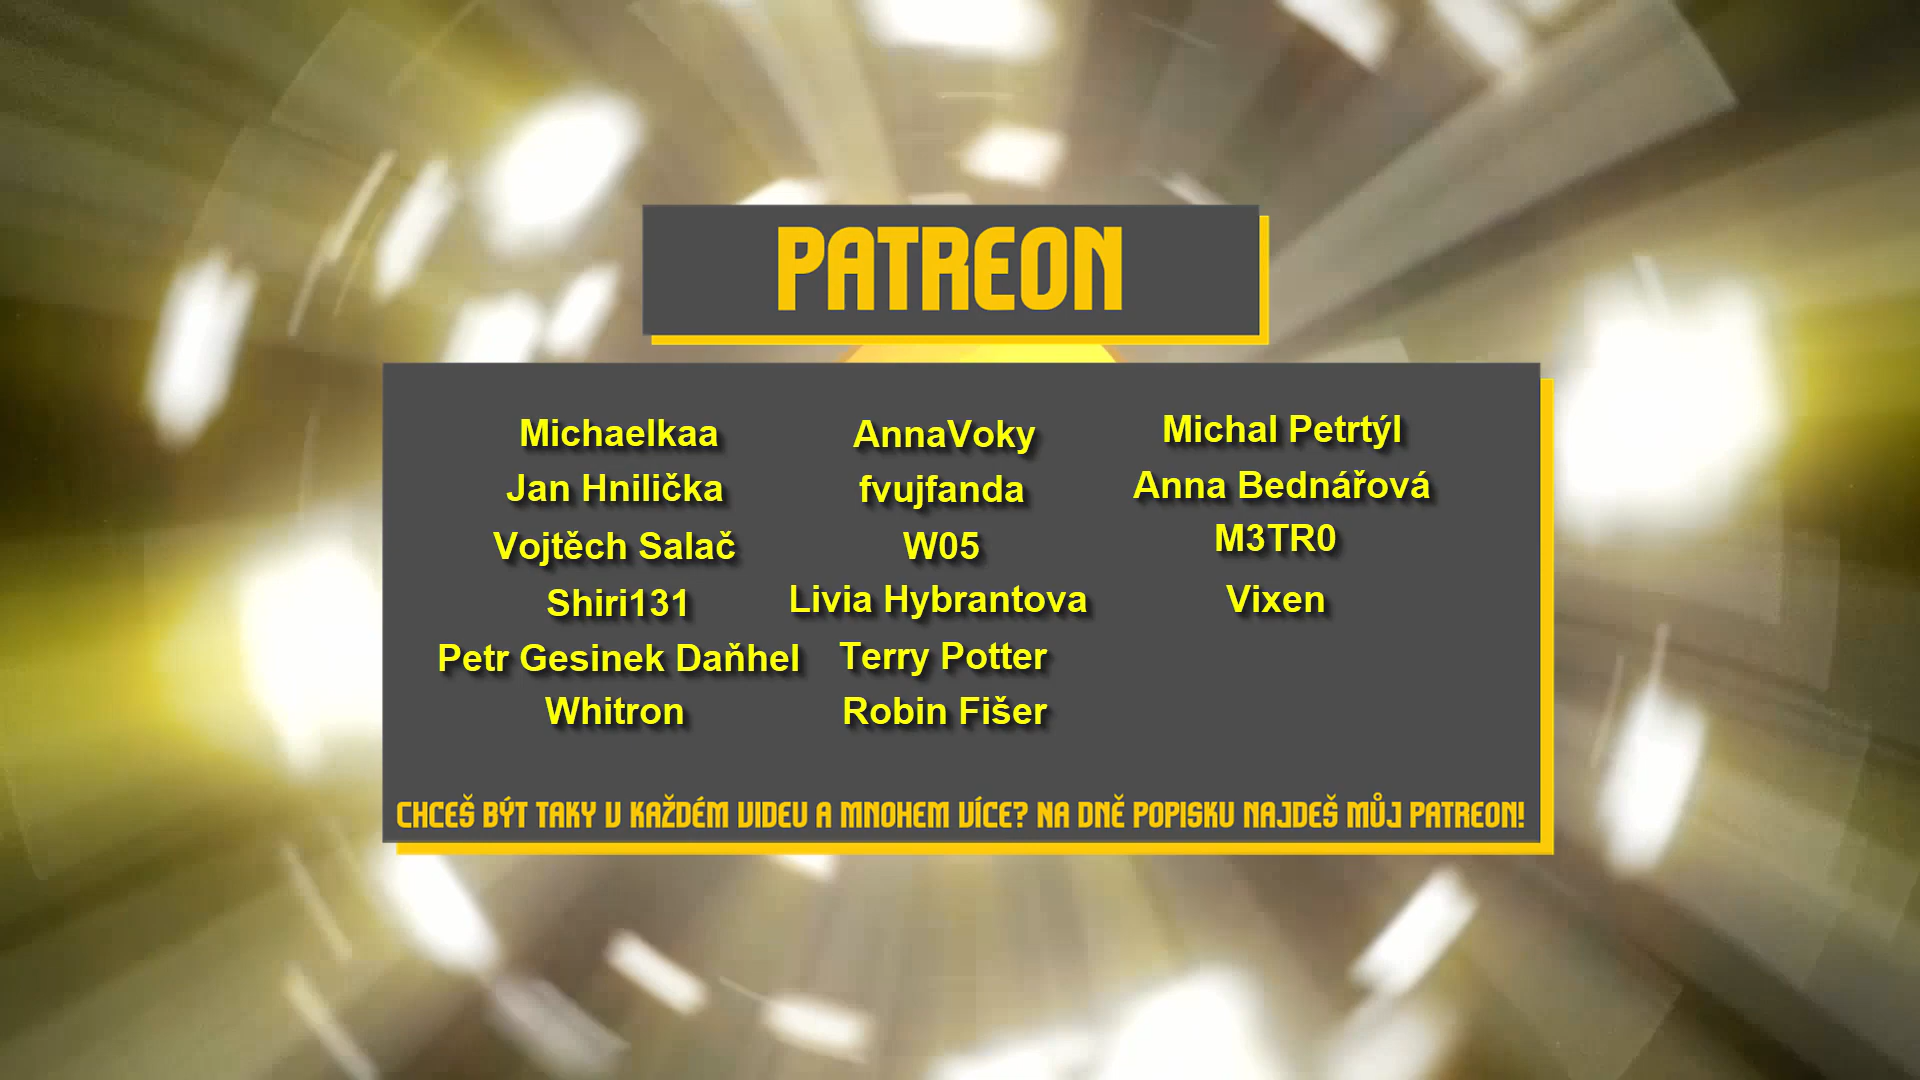 PATREON
Michaelkaa
Jan Hnilička
Vojtěch Salač
Shiri131
Petr Gesinek Daňhel
Whitron
AnnaVoky
fvujfanda
W05
Livia Hybrantova
Terry Potter
Robin Fišer
Michal Petrtýl
Anna Bednářová
M3TR0
Vixen
CHCEŠ BÝT TAKY V KAŽDÉM VIDEU A MNOHEM VÍCE? NA DNĚ POPISKU NAJDEŠ MŮJ PATREON!